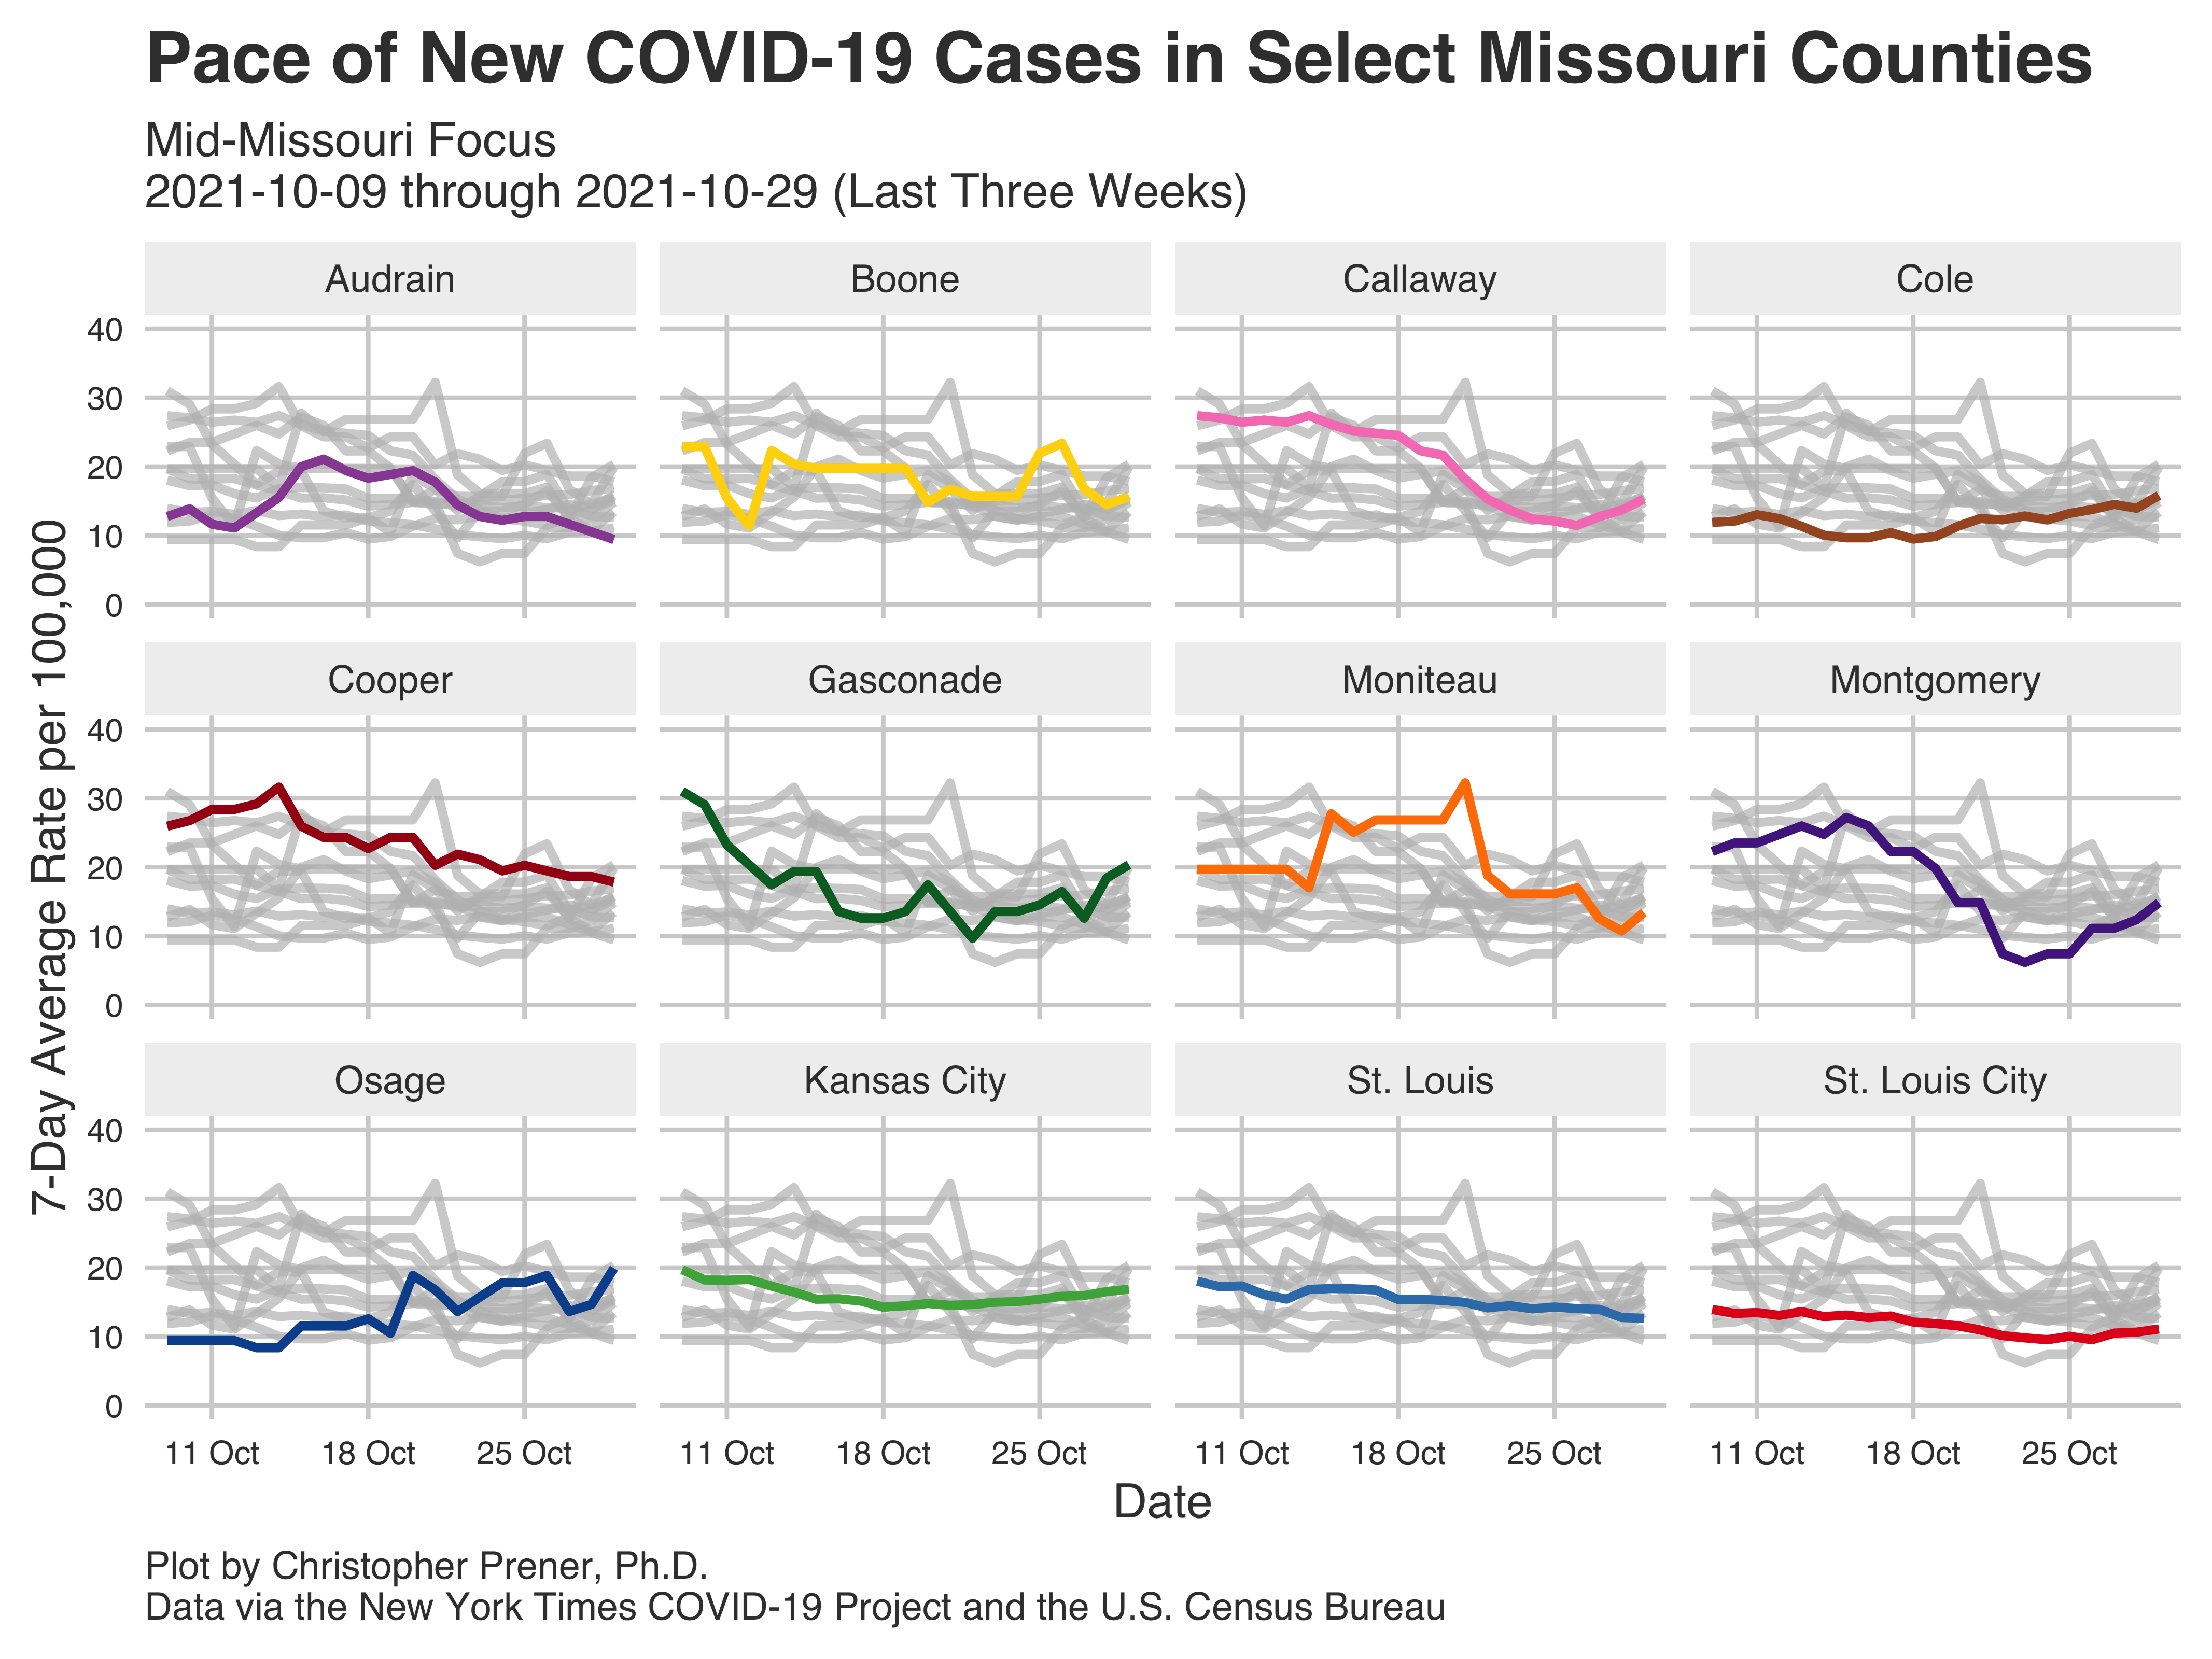 Pace of New COVID-19 Cases in Select Missouri Counties
Mid-Missouri Focus
2021-10-09 through 2021-10-29 (Last Three Weeks)
7-Day Average Rate per 100,000
Audrain
Boone
Callaway
Cole
40
30
20
10
0
Cooper
Gasconade
Moniteau
Montgomery
40
30
20
10
0
Osage
Kansas City
St. Louis
St. Louis City
40
30
20
10
0
11 Oct 18 Oct 25 Oct
11 Oct 18 Oct 25 Oct
11 Oct 18 Oct 25 Oct
11 Oct 18 Oct 25 Oct
Date
Plot by Christopher Prener, Ph.D.
Data via the New York Times COVID-19 Project and the U.S. Census Bureau